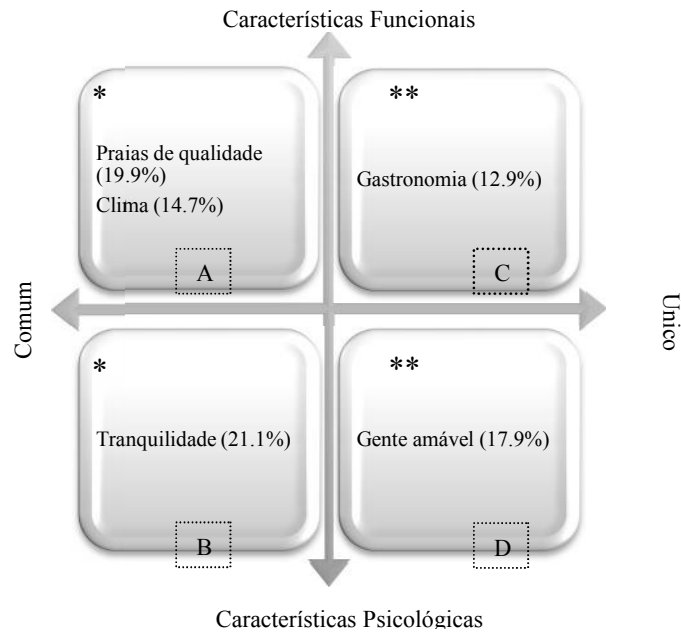 Características Funcionais
*
**
Praias de qualidade
(19.9%)
Clima (14.7%)
Gastronomia (12.9%)
A
C
Comum
Unico
*
**
Tranquilidade (21.1%)
Gente amável (17.9%)
B
D
Características Psicológicas